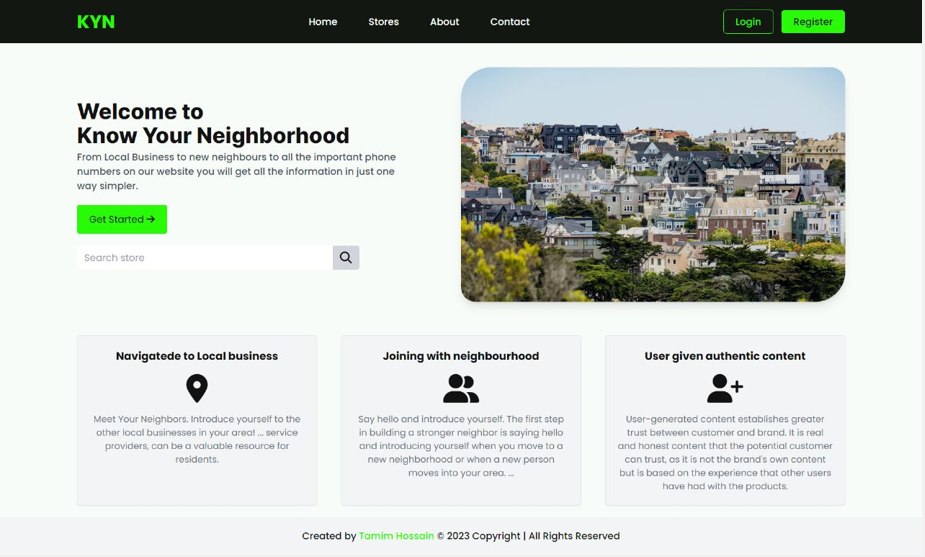 KYN
Home
Stores
About
Contact
Login
Register
Welcome to
Know Your Neighborhood
From Local Business to new neighbours to all the important phone
numbers on our website you will get all the information in just one
way simpler.
Get Started
Search store
Navigatede to Local business
Meet Your Neighbors. Introduce yourself to the
other local businesses in your area! ... service
providers, can be a valuable resource for
residents.
Joining with neighbourhood
Say hello and introduce yourself. The first step
in building a stronger neighbor is saying hello
and introducing yourself when you move to a
new neighborhood or when a new person
moves into your area. ...
User given authentic content
User-generated content establishes greater
trust between customer and brand. It is real
and honest content that the potential customer
can trust, as it is not the brand's own content
but is based on the experience that other users
have had with the products.
Created by Tamim Hossain © 2023 Copyright | All Rights Reserved